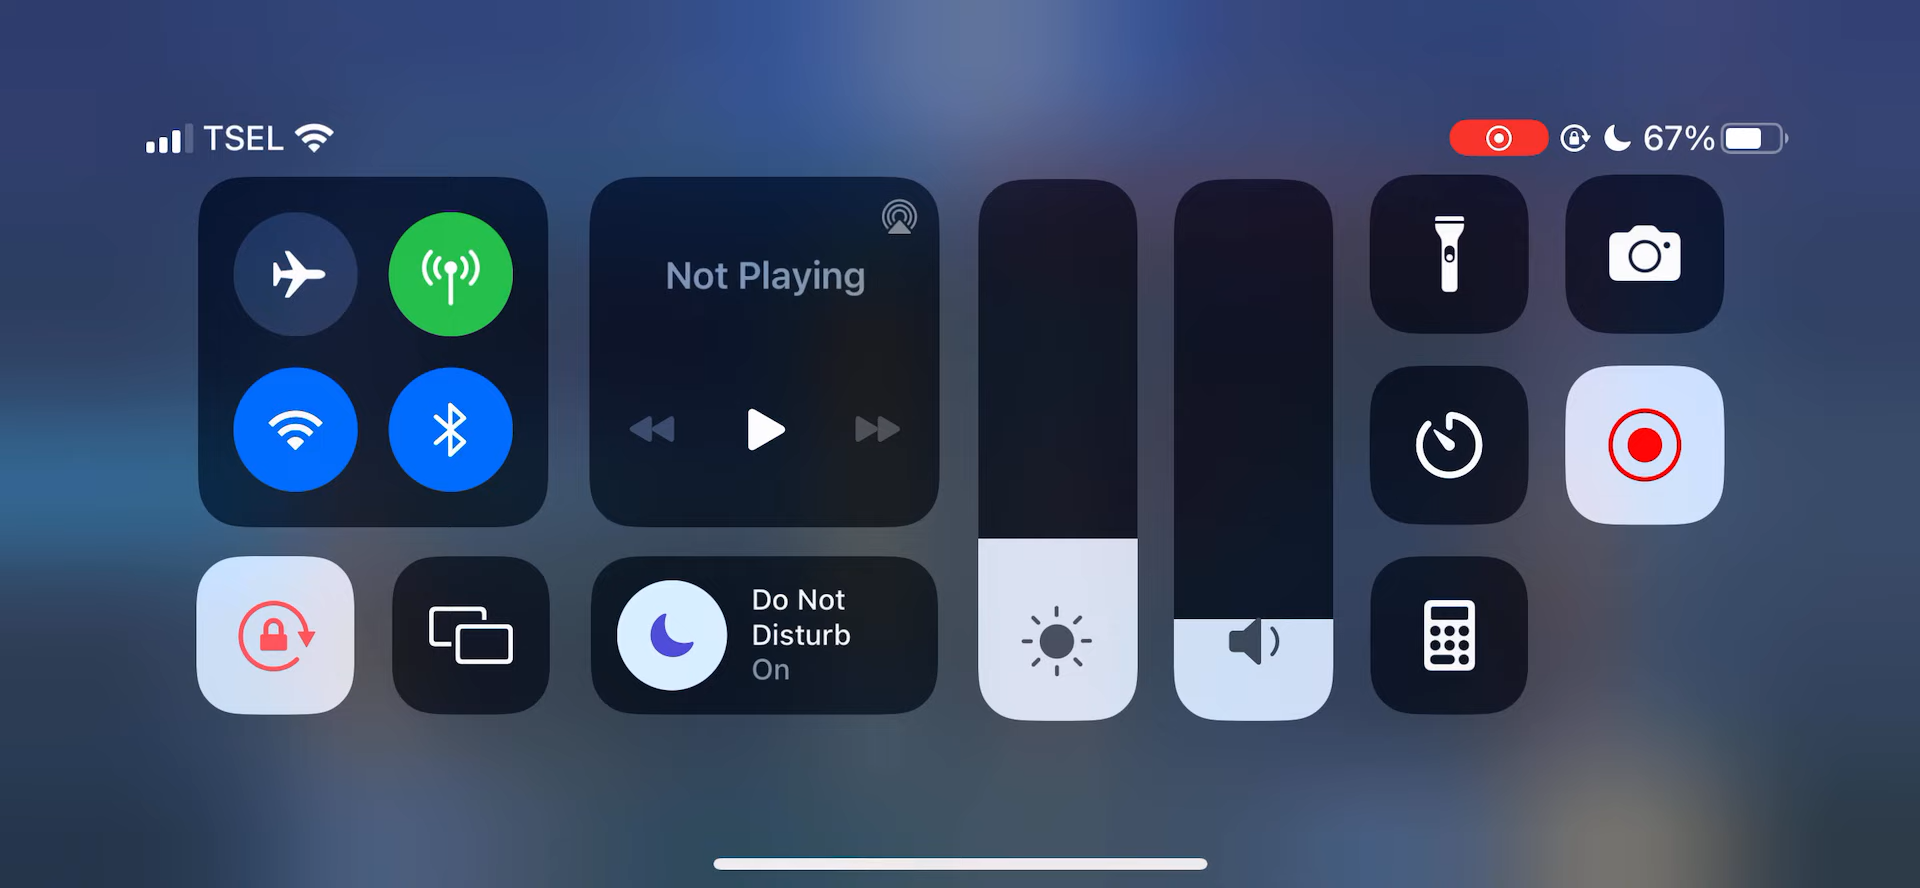 TSEL
67%
Not Playing
Do Not
Disturb
On